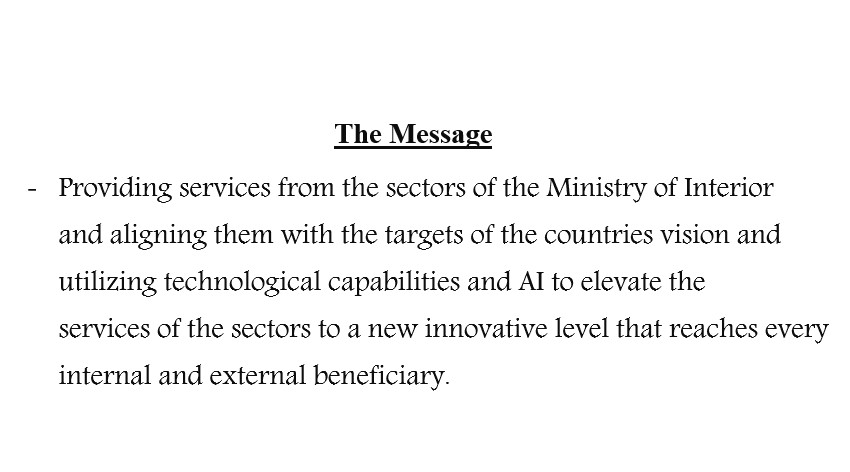 The Message
- Providing services from the sectors of the Ministry of Interior
and aligning them with the targets of the countries vision and
utilizing technological capabilities and AI to elevate the
services of the sectors to a new innovative level that reaches every
internal and external beneficiary.